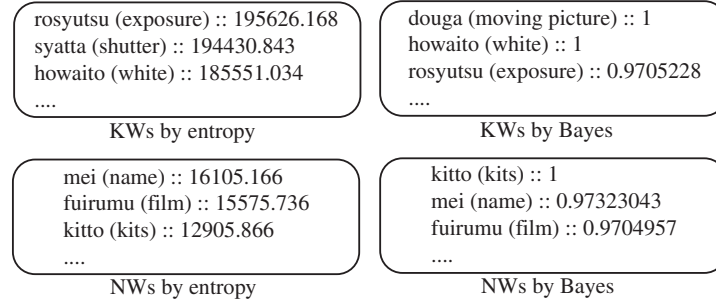 rosyutsu (exposure) :: 195626.168
syatta (shutter) :: 194430.843
howaito (white) :: 185551.034
....
KWs by entropy
douga (moving picture) :: 1
howaito (white) :: 1
rosyutsu (exposure) :: 0.9705228
....
KWs by Bayes
mei (name) :: 16105.166
fuirumu (film) :: 15575.736
kitto (kits) :: 12905.866
....
NWs by entropy
kitto (kits) :: 1
mei (name) :: 0.97323043
fuirumu (film) :: 0.9704957
....
NWs by Bayes